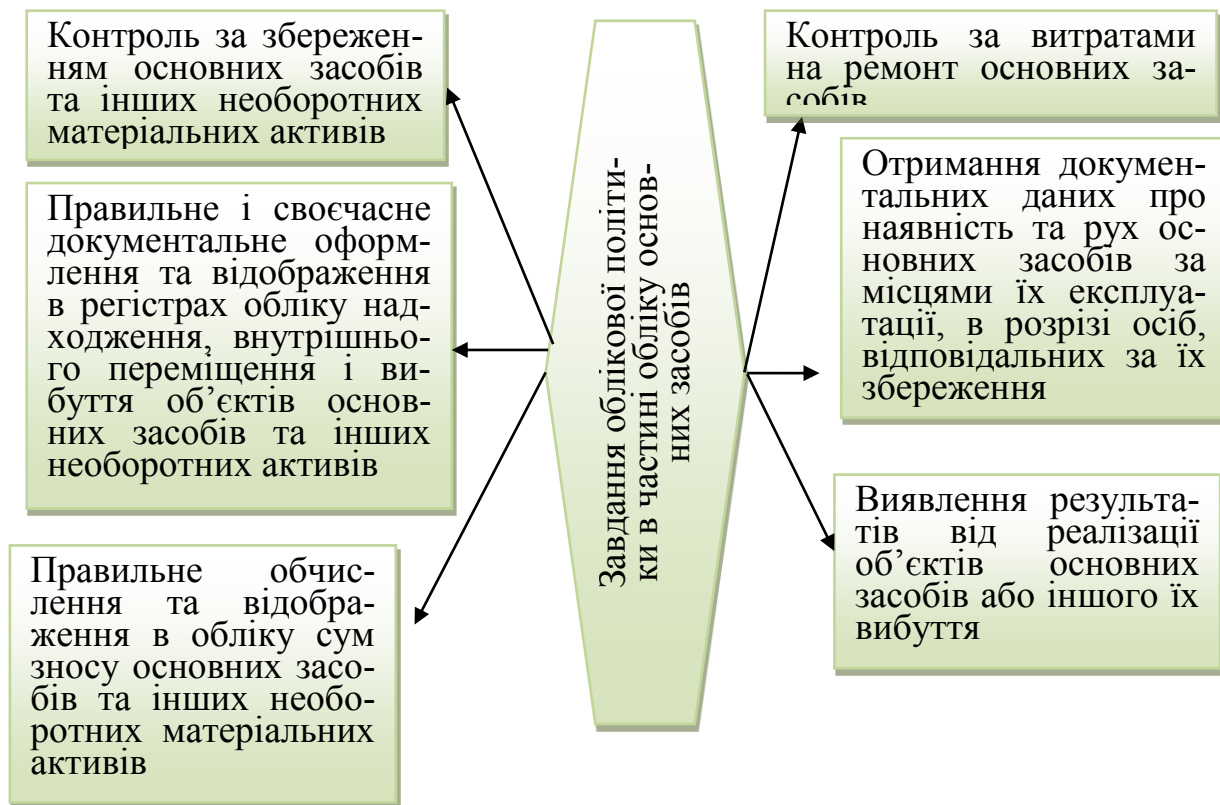 Контроль за збережен-
ням основних засобів
та інших необоротних
матеріальних активів
Правильне і своєчасне
документальне оформ-
лення та відображення
в регістрах обліку над-
ходження, внутрішньо-
го переміщення і ви-
буття об’єктів основ-
них засобів та інших
необоротних активів
Правильне обчис-
лення та відобра-
ження в обліку сум
зносу основних засо-
бів та інших необо-
ротних матеріальних
активів
Завдання облікової політи-
ки в частині обліку основ-
них засобів
Контроль за витратами
на ремонт основних за-
собів
Отримання докумен-
тальних даних про
наявність та рух ос-
новних засобів за
місцями їх експлуа-
тації, в розрізі осіб,
відповідальних за їх
збереження
Виявлення результа-
тів від реалізації
об’єктів основних
засобів або іншого їх
вибуття